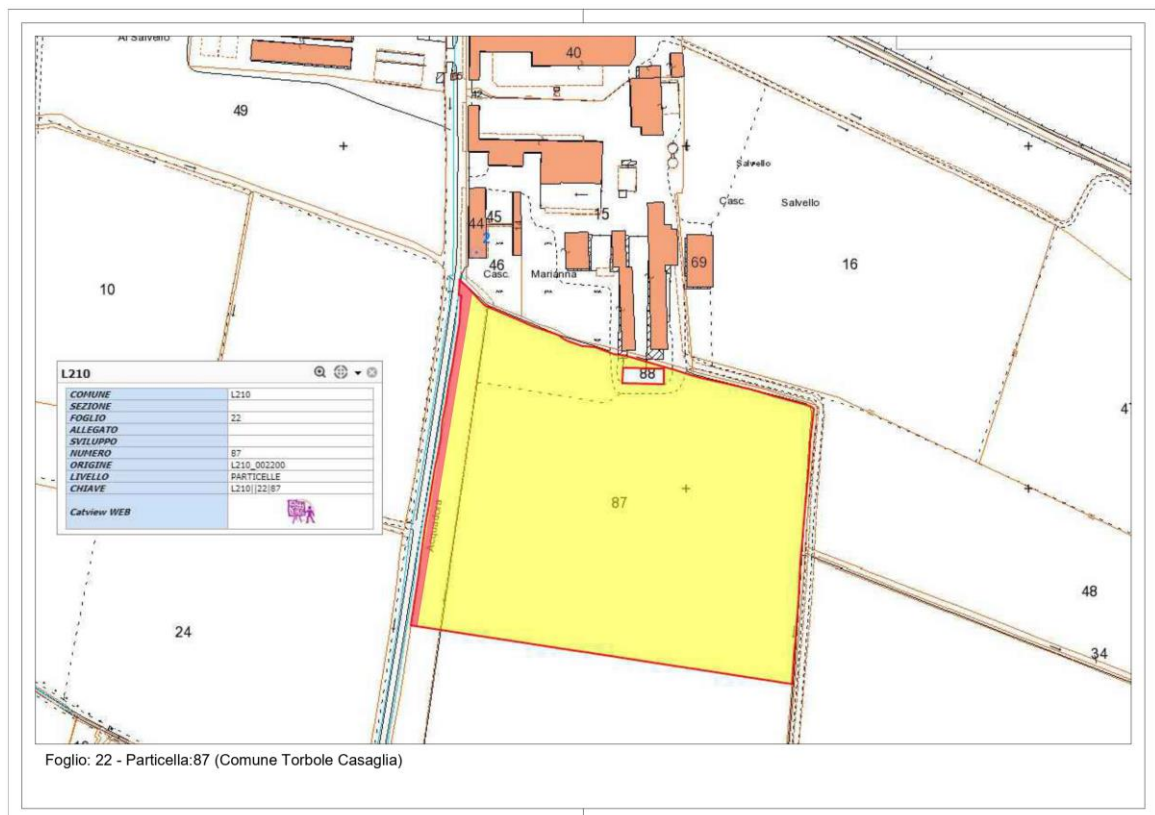 Al Salvello
40
42
49
Salvello
Casc.
Salvello
44
45
15
2
46
Casc.
Marianna
69
16
10
L210
COMUNE L210
SEZIONE
FOGLIO 22
ALLEGATO
SVILUPPO
NUMERO 87
ORIGINE L210_002200
LIVELLO PARTICELLE
CHIAVE L210||22|87
Catview WEB
88
87
Acquadora
48
34
24
Foglio: 22 - Particella:87 (Comune Torbole Casaglia)